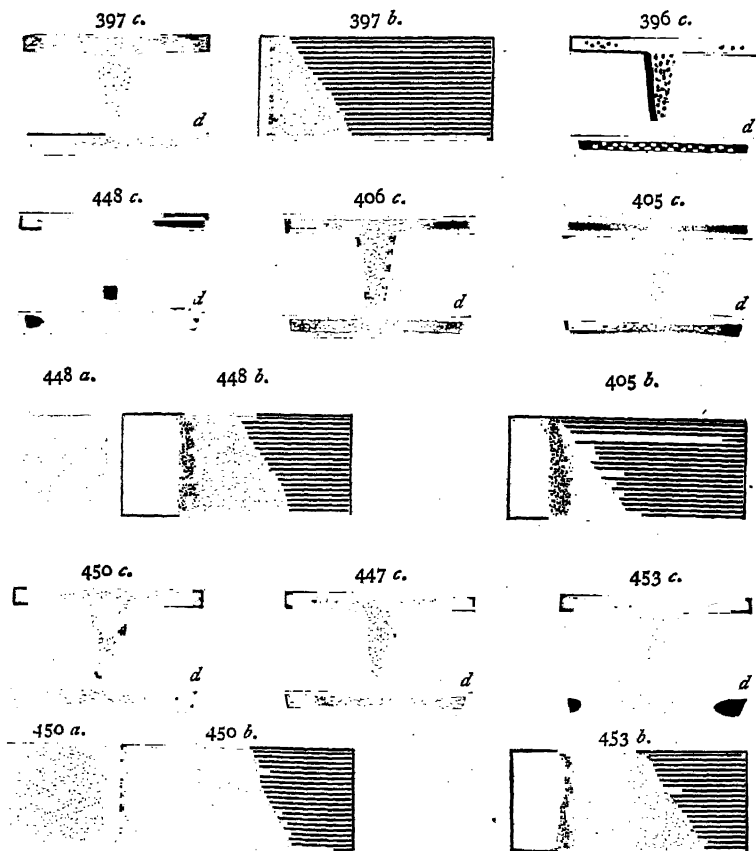 397 c. 397 b. 396 c.
d d
448 c. 406 c. 405 c.
d d d
448 a. 448 b. 405 b.
450 c. 447 c. 453 c.
d d d
450 a. 450 b. 453 b.